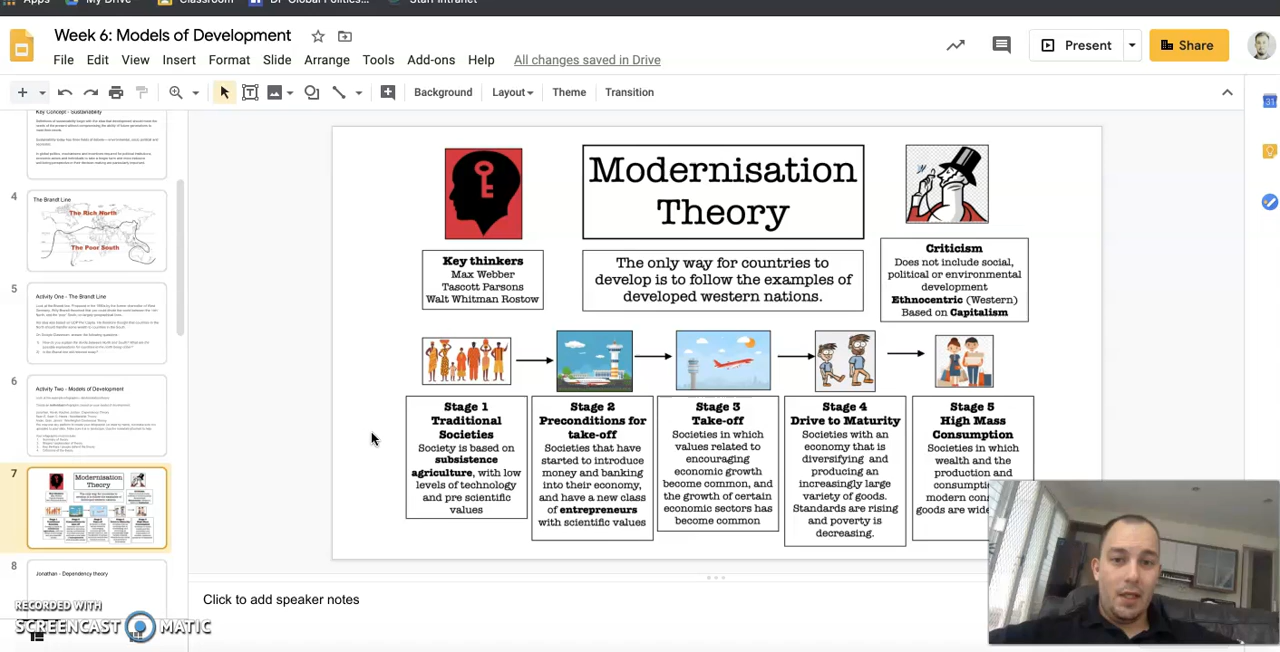 Apps
My Drive
Classroom
DP Global Politics...
Staff Intranet
Week 6: Models of Development
File Edit View Insert Format Slide Arrange Tools Add-ons Help All changes saved in Drive
Present
Share
Background Layout Theme Transition
Key Concept - Sustainability
4
The Brandt Line
The Rich North
The Poor South
5
Activity One - The Brandt Line
6
Activity Two - Models of Development
7
8
Jonathan - Dependency theory
Modernisation
Theory
Key thinkers
Max Webber
Tascott Parsons
Walt Whitman Rostow
The only way for countries to
develop is to follow the examples of
developed western nations.
Criticism
Does not include social,
political or environmental
development
Ethnocentric (Western)
Based on Capitalism
Stage 1
Traditional
Societies
Society is based on
subsistence
agriculture, with low
levels of technology
and pre scientific
values
Stage 2
Preconditions for
take-off
Societies that have
started to introduce
money and banking
into their economy,
and have a new class
of entrepreneurs
with scientific values
Stage 3
Take-off
Societies in which
values related to
encouraging
economic growth
become common, and
the growth of certain
economic sectors has
become common
Stage 4
Drive to Maturity
Societies with an
economy that is
diversifying and
producing an
increasingly large
variety of goods.
Standards are rising
and poverty is
decreasing.
Stage 5
High Mass
Consumption
Societies in which
wealth and the
production and
consumpti
modern con
goods are wide
Click to add speaker notes
RECORDED WITH
SCREENCAST MATIC
31